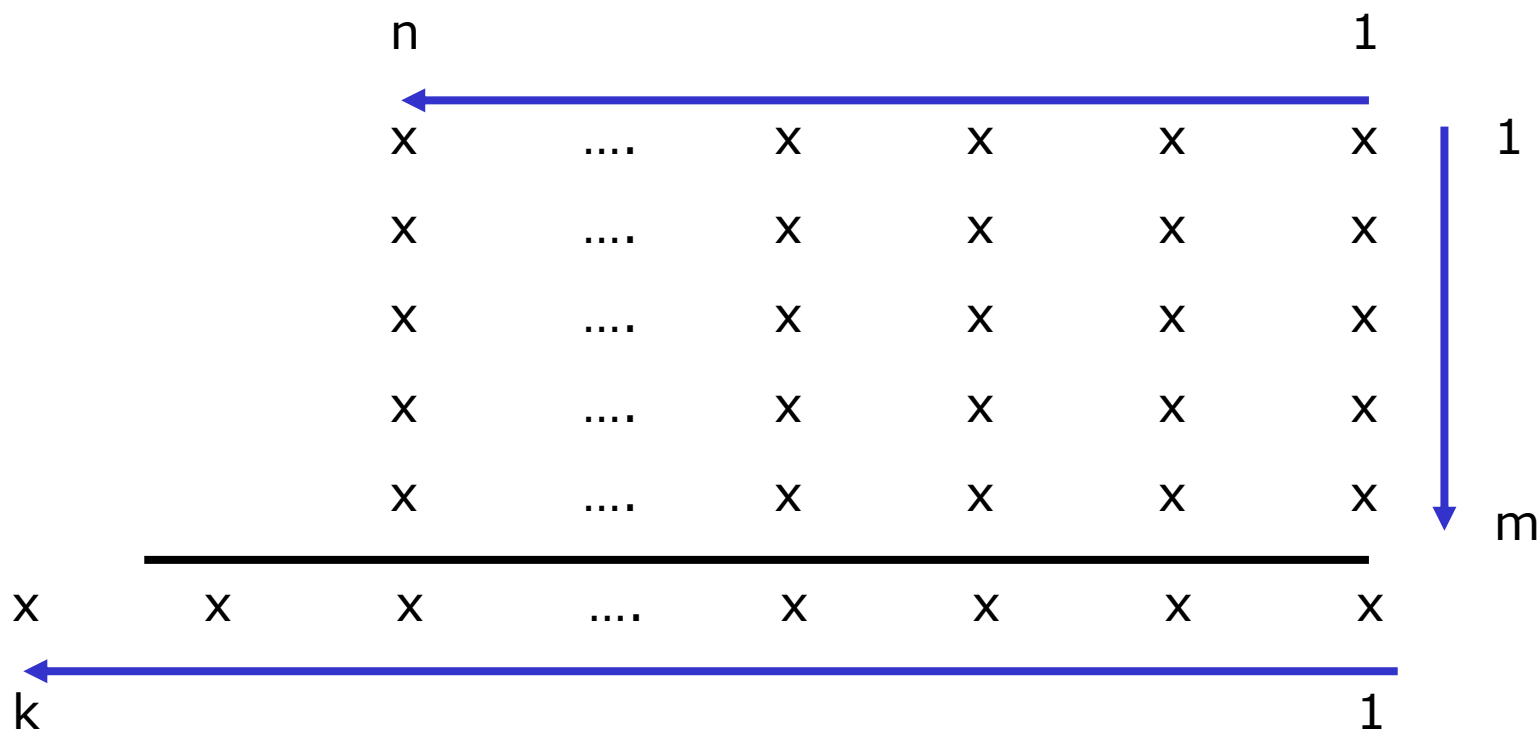 n 1
x …. x x x x 1
x …. x x x x
x …. x x x x
x …. x x x x
x …. x x x x
m
x x x …. x x x x
k 1